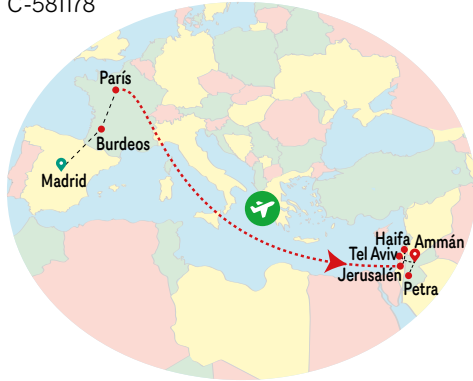 C-581178
París
Burdeos
Madrid
Haifa
Ammán
Tel Aviv
Jerusalén
Petra